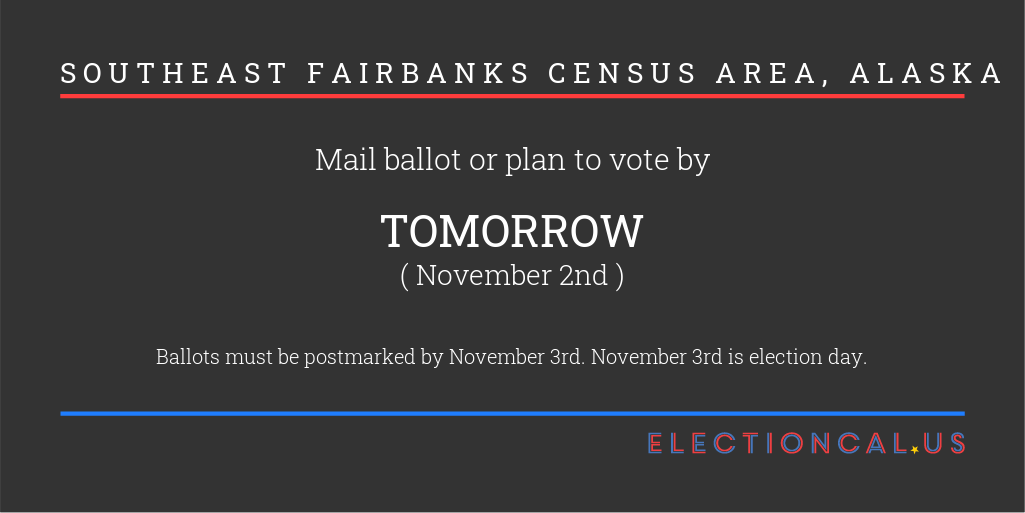 SOUTHEAST FAIRBANKS CENSUS AREA, ALASKA
Mail ballot or plan to vote by
TOMORROW
( November 2nd )
Ballots must be postmarked by November 3rd. November 3rd is election day.
ELECTIONCAL.US